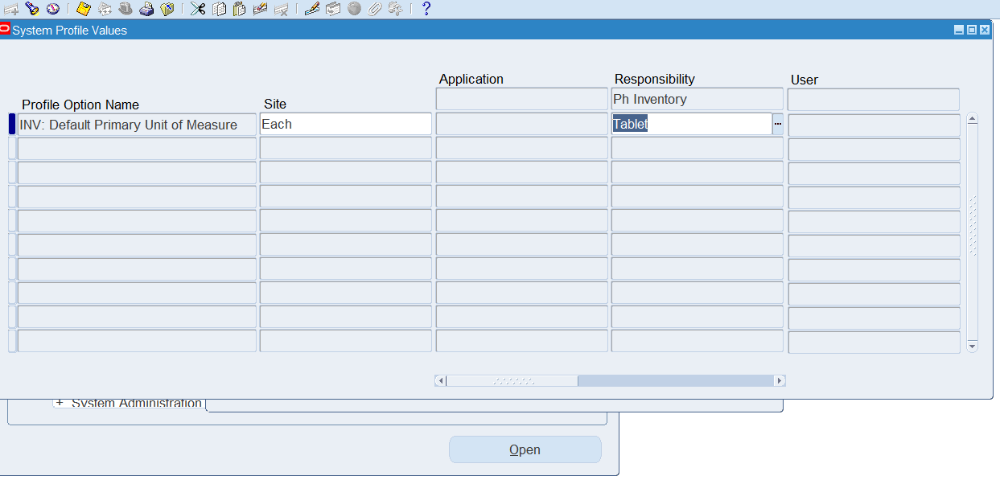 ?
System Profile Values
Application
Responsibility
User
Profile Option Name
Site
Ph Inventory
INV: Default Primary Unit of Measure
Each
Tablet
...
+ System Administration
Open